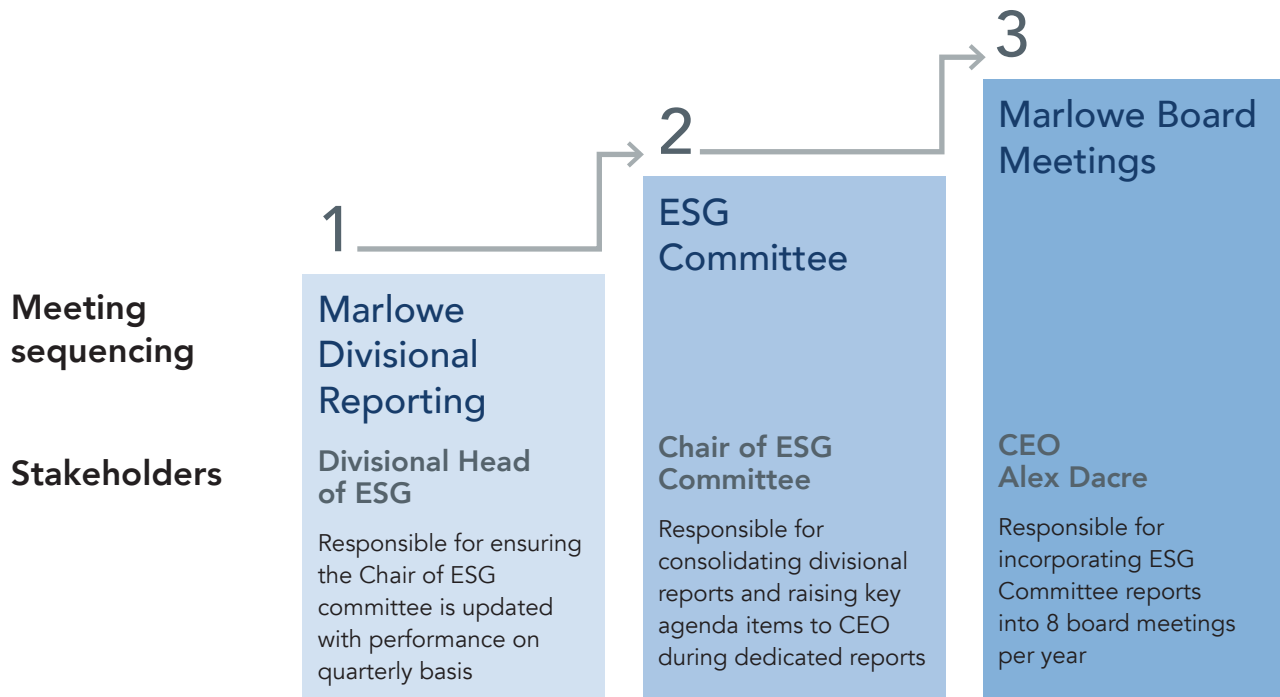 Meeting
sequencing
Stakeholders
1
Marlowe
Divisional
Reporting
Divisional Head
of ESG
Responsible for ensuring
the Chair of ESG
committee is updated
with performance on
quarterly basis
2
ESG
Committee
Chair of ESG
Committee
Responsible for
consolidating divisional
reports and raising key
agenda items to CEO
during dedicated reports
3
Marlowe Board
Meetings
CEO
Alex Dacre
Responsible for
incorporating ESG
Committee reports
into 8 board meetings
per year